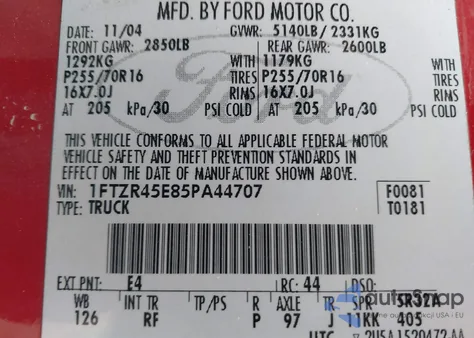 MFD. BY FORD MOTOR CO.
DATE: 11/04 GVWR: 5140LB/ 2331KG
FRONT GAWR: 2850LB REAR GAWR: 2600LB
1292KG WITH 1179KG WITH
P255/70R16 TIRES P255/70R16 TIRES
16X7.0J RIMS 16X7.0J RIMS
AT 205 kPa/30 PSI COLD AT 205 kPa/30 PSI COLD
Ford
THIS VEHICLE CONFORMS TO ALL APPLICABLE FEDERAL MOTOR
VEHICLE SAFETY AND THEFT PREVENTION STANDARDS IN
EFFECT ON THE DATE OF MANUFACTURE SHOWN ABOVE.
VIN: 1FTZR45E85PA44707 F0081
TYPE: TRUCK T0181
EXT PNT: E4 RC: 44 DSO:
WB INT TR TP/PS R AXLE TR SPR
126 RF P 97 J 11KK 405
UTC